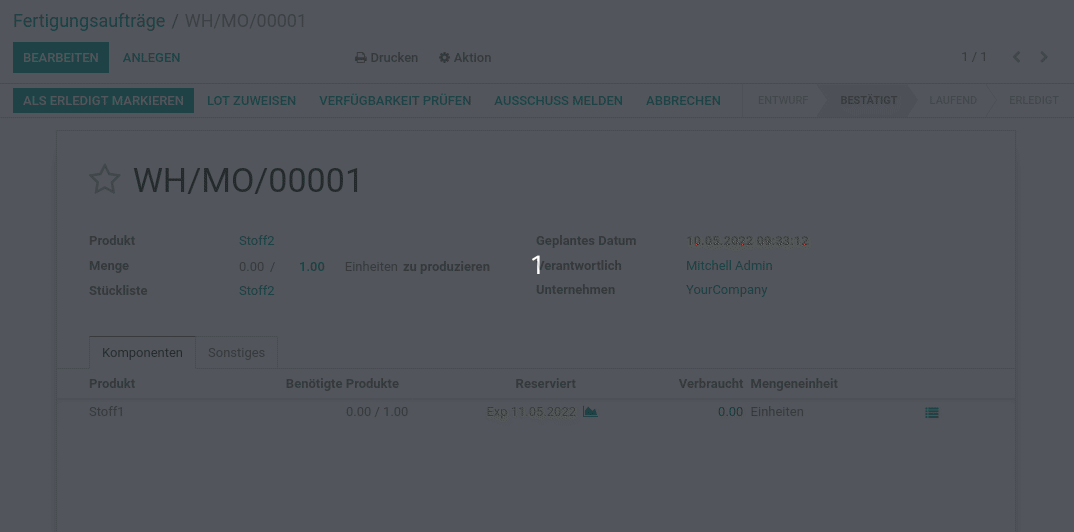 Fertigungsaufträge / WH/MO/00001
BEARBEITEN ANLEGEN Drucken Aktion 1 / 1
ALS ERLEDIGT MARKIEREN LOT ZUWEISEN VERFÜGBARKEIT PRÜFEN AUSSCHUSS MELDEN ABBRECHEN ENTWURF BESTÄTIGT LAUFEND ERLEDIGT
WH/MO/00001
Produkt Stoff2 Geplantes Datum 10.05.2022 09:33:12
Menge 0.00 / 1.00 Einheiten zu produzieren Verantwortlich Mitchell Admin
1
Stückliste Stoff2 Unternehmen YourCompany
Komponenten Sonstiges
Produkt Benötigte Produkte Reserviert Verbraucht Mengeneinheit
Stoff1 0.00 / 1.00 Exp 11.05.2022 0.00 Einheiten